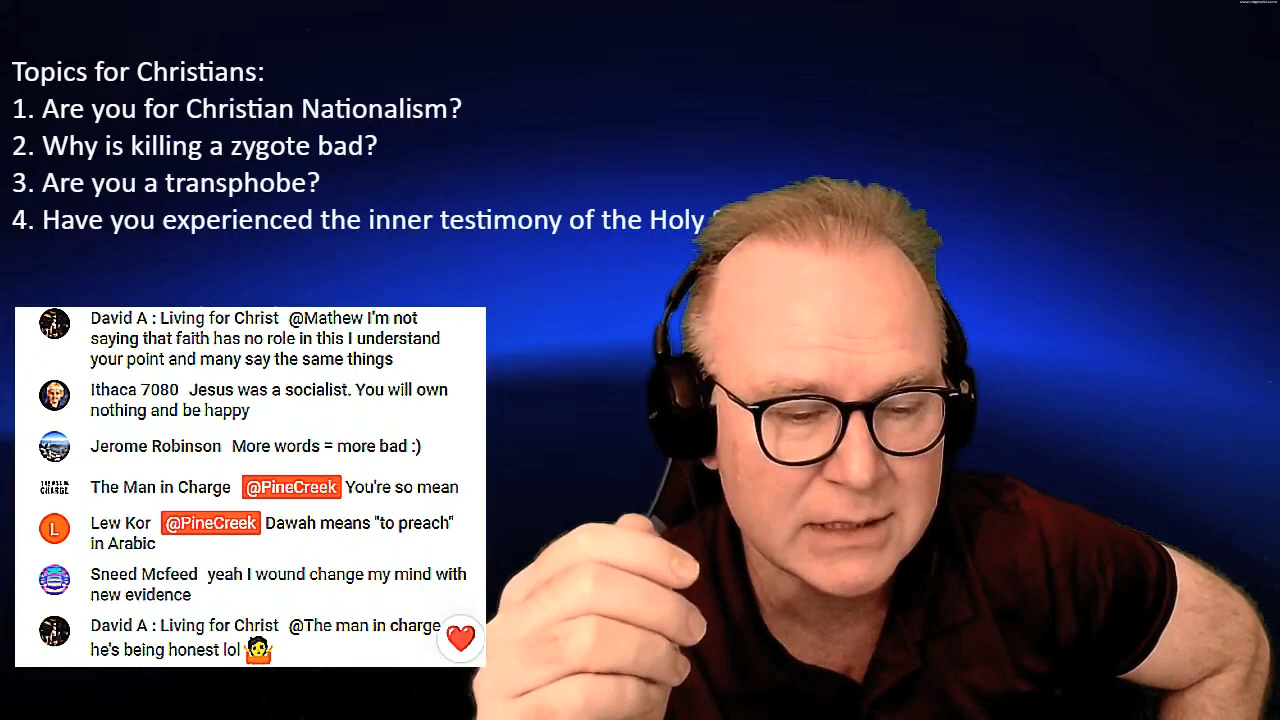 Topics for Christians:
1. Are you for Christian Nationalism?
2. Why is killing a zygote bad?
3. Are you a transphobe?
4. Have you experienced the inner testimony of the Holy
David A : Living for Christ @Mathew I'm not
saying that faith has no role in this I understand
your point and many say the same things
Ithaca 7080 Jesus was a socialist. You will own
nothing and be happy
Jerome Robinson More words = more bad :)
The Man in Charge @PineCreek You're so mean
L
Lew Kor @PineCreek Dawah means "to preach"
in Arabic
Sneed Mcfeed yeah I wound change my mind with
new evidence
David A : Living for Christ @The man in charge
he's being honest lol 🤷